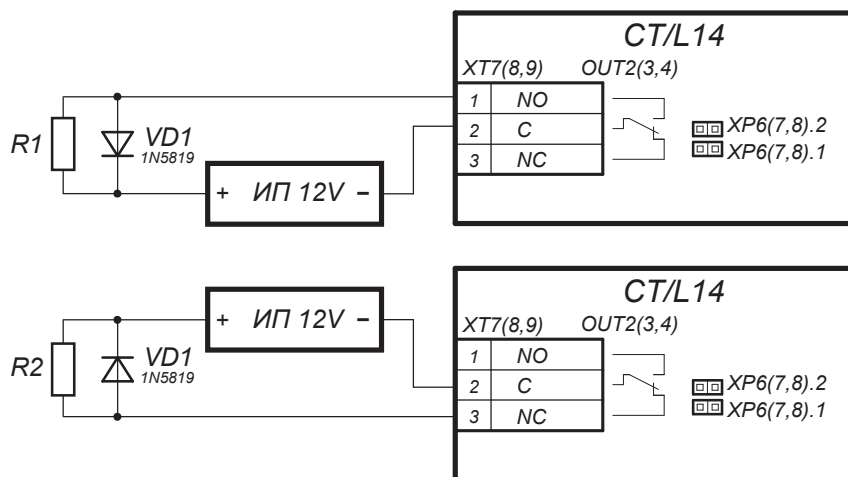 CT/L14
XT7(8,9) OUT2(3,4)
1 NO
2 C
3 NC
XP6(7,8).2
XP6(7,8).1
R1
VD1
1N5819
+ ИП 12V –
CT/L14
XT7(8,9) OUT2(3,4)
1 NO
2 C
3 NC
XP6(7,8).2
XP6(7,8).1
+ ИП 12V –
R2
VD1
1N5819